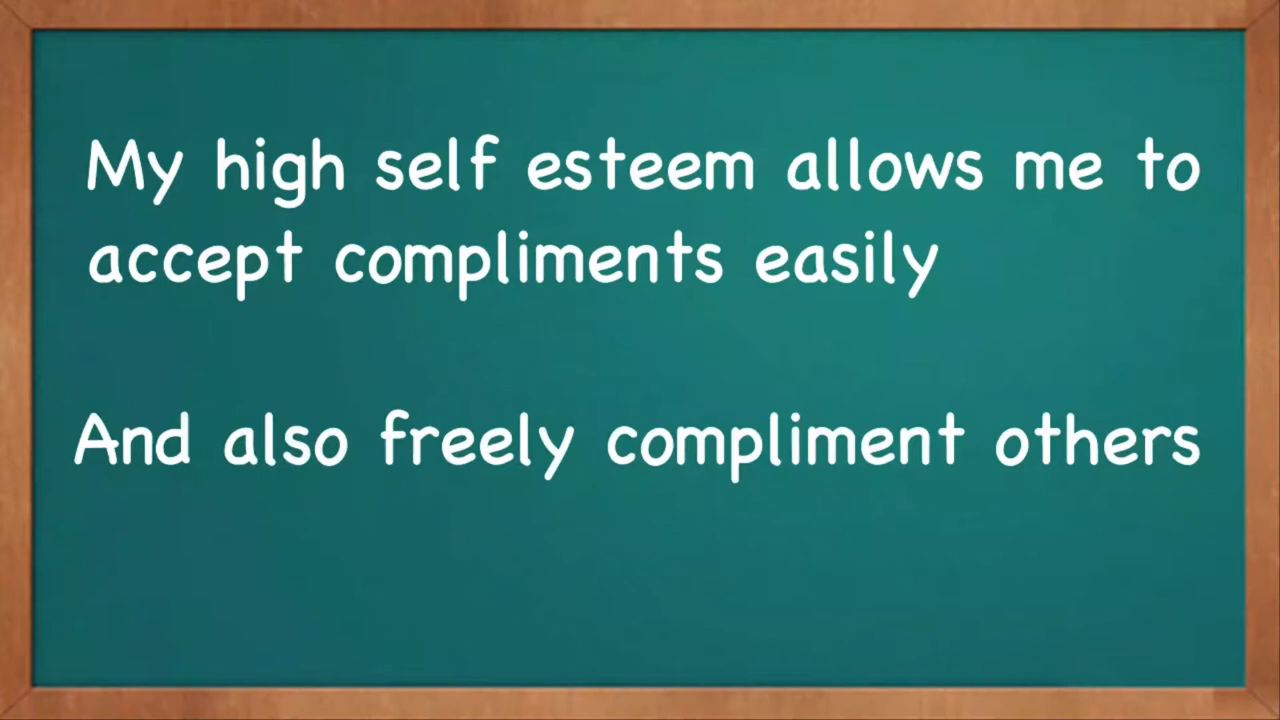 My high self esteem allows me to
accept compliments easily
And also freely compliment others